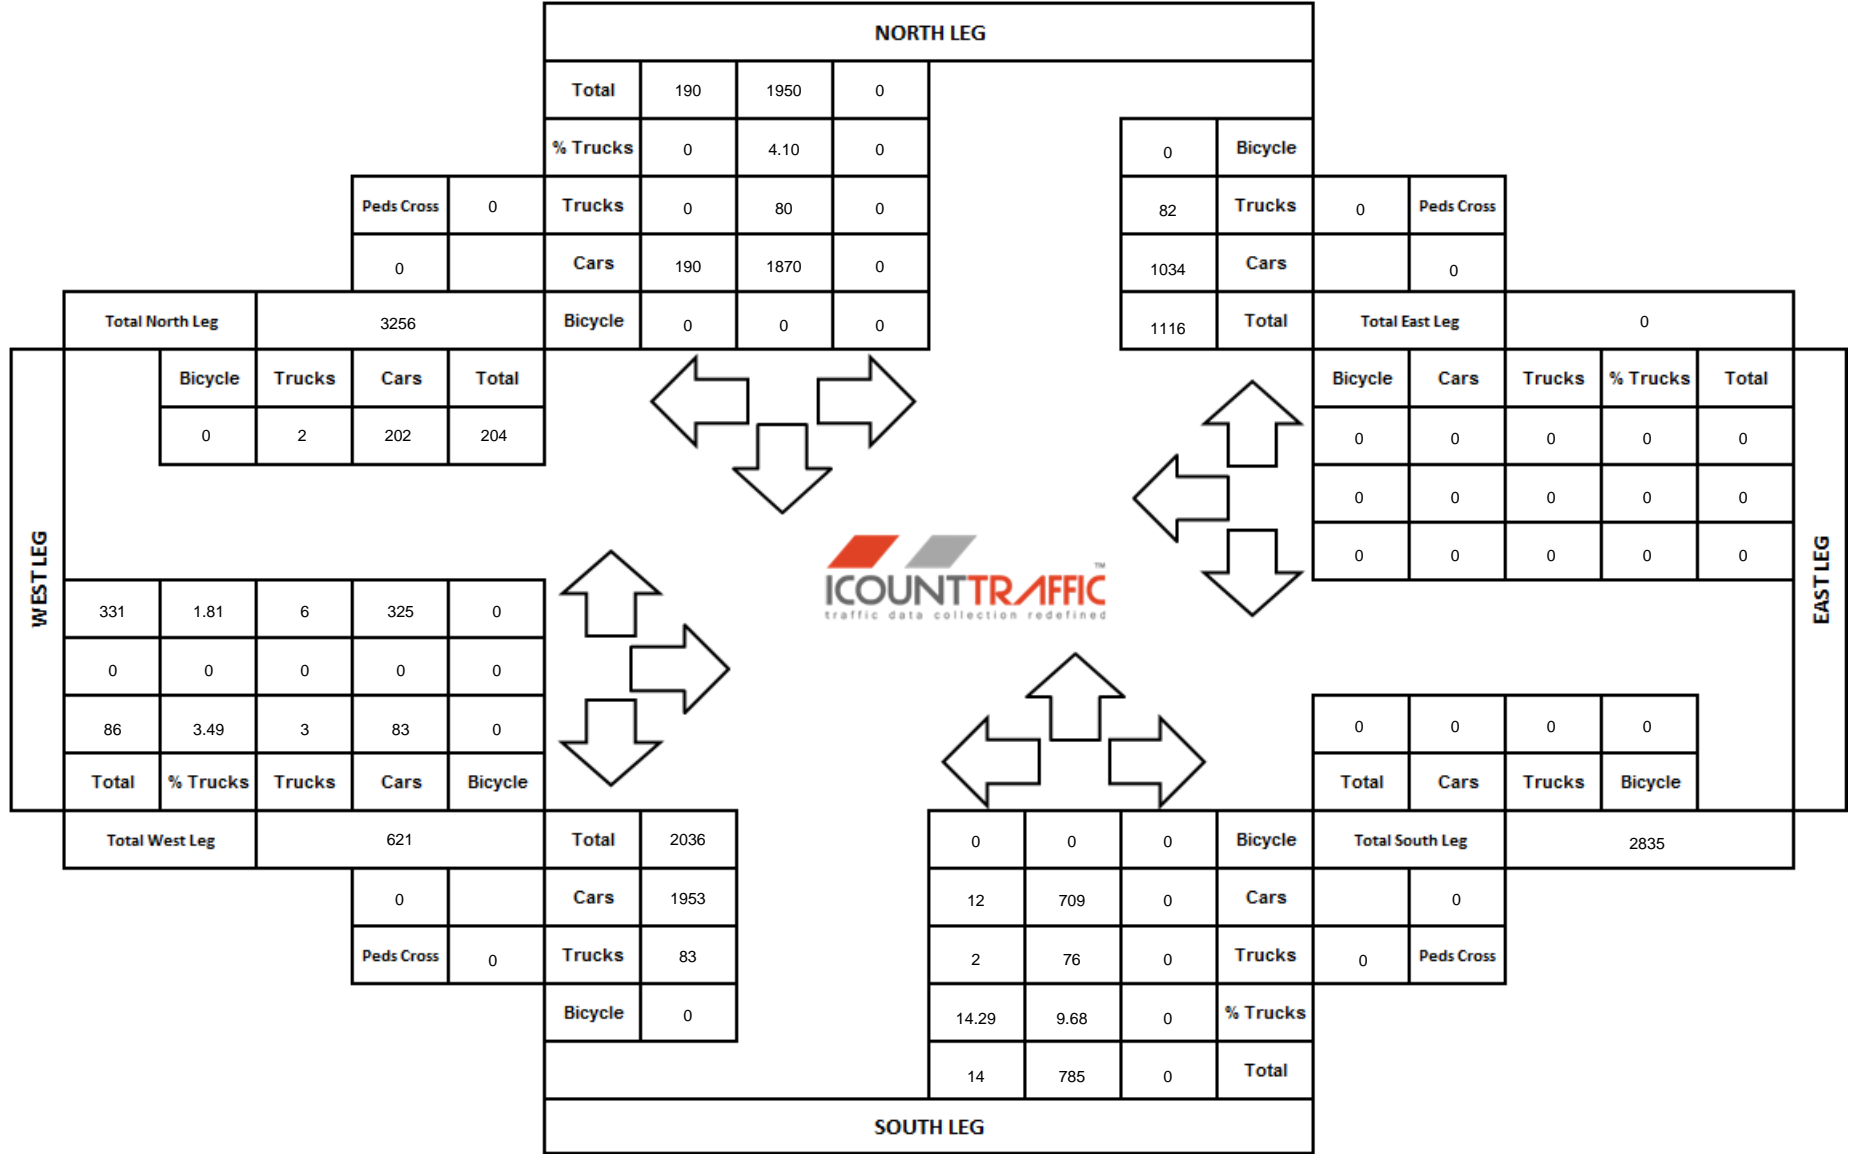 NORTH LEG
Total 190 1950 0
% Trucks 0 4.10 0 0 Bicycle
Peds Cross 0 Trucks 0 80 0 82 Trucks 0 Peds Cross
0 Cars 190 1870 0 1034 Cars 0
Total North Leg 3256 Bicycle 0 0 0 1116 Total Total East Leg 0
Bicycle Trucks Cars Total Bicycle Cars Trucks % Trucks Total
0 2 202 204 0 0 0 0 0
0 0 0 0 0
0 0 0 0 0
WEST LEG
EAST LEG
ICOUNTTRAFFIC™
traffic data collection redefined
331 1.81 6 325 0
0 0 0 0 0
86 3.49 3 83 0 0 0 0 0
Total % Trucks Trucks Cars Bicycle Total Cars Trucks Bicycle
Total West Leg 621 Total 2036 0 0 0 Bicycle Total South Leg 2835
0 Cars 1953 12 709 0 Cars 0
Peds Cross 0 Trucks 83 2 76 0 Trucks 0 Peds Cross
Bicycle 0 14.29 9.68 0 % Trucks
14 785 0 Total
SOUTH LEG